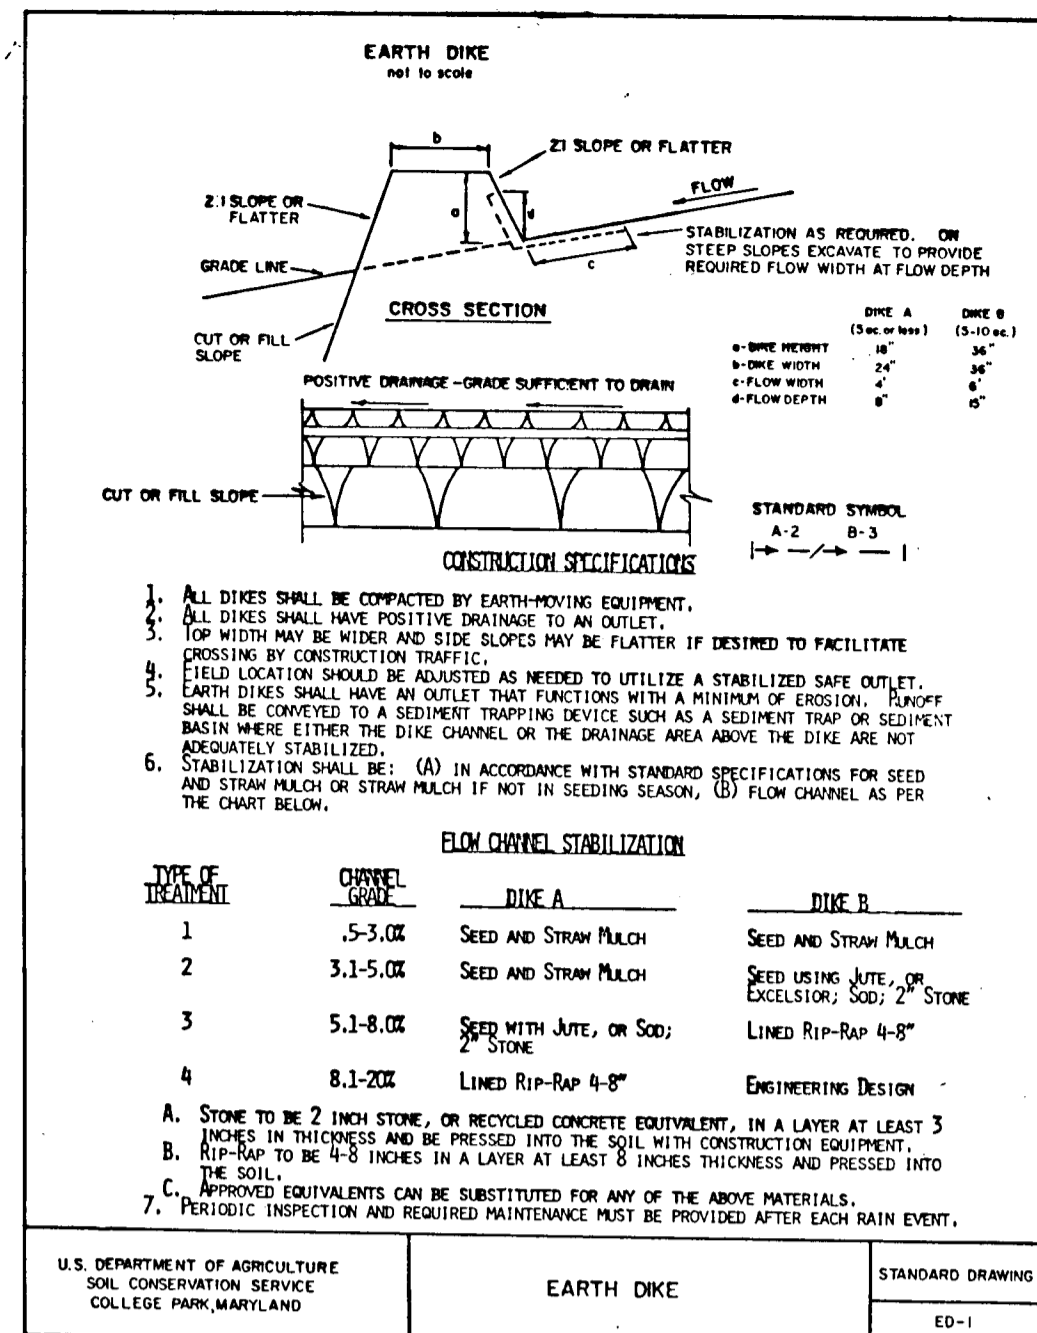 EARTH DIKE
not to scale
b
2:1 SLOPE OR FLATTER
2:1 SLOPE OR
FLATTER
a
d
FLOW
STABILIZATION AS REQUIRED. ON
STEEP SLOPES EXCAVATE TO PROVIDE
REQUIRED FLOW WIDTH AT FLOW DEPTH
GRADE LINE
c
CROSS SECTION
CUT OR FILL
SLOPE
DIKE A DIKE B
(5 ac. or less) (5-10 ac.)
a-DIKE HEIGHT 18" 36"
b-DIKE WIDTH 24" 36"
c-FLOW WIDTH 4' 6'
d-FLOW DEPTH 8" 15"
POSITIVE DRAINAGE-GRADE SUFFICIENT TO DRAIN
CUT OR FILL SLOPE
STANDARD SYMBOL
A-2 B-3
CONSTRUCTION SPECIFICATIONS
1. ALL DIKES SHALL BE COMPACTED BY EARTH-MOVING EQUIPMENT.
2. ALL DIKES SHALL HAVE POSITIVE DRAINAGE TO AN OUTLET.
3. TOP WIDTH MAY BE WIDER AND SIDE SLOPES MAY BE FLATTER IF DESIRED TO FACILITATE
CROSSING BY CONSTRUCTION TRAFFIC.
4. FIELD LOCATION SHOULD BE ADJUSTED AS NEEDED TO UTILIZE A STABILIZED SAFE OUTLET.
5. EARTH DIKES SHALL HAVE AN OUTLET THAT FUNCTIONS WITH A MINIMUM OF EROSION. RUNOFF
SHALL BE CONVEYED TO A SEDIMENT TRAPPING DEVICE SUCH AS A SEDIMENT TRAP OR SEDIMENT
BASIN WHERE EITHER THE DIKE CHANNEL OR THE DRAINAGE AREA ABOVE THE DIKE ARE NOT
ADEQUATELY STABILIZED.
6. STABILIZATION SHALL BE: (A) IN ACCORDANCE WITH STANDARD SPECIFICATIONS FOR SEED
AND STRAW MULCH OR STRAW MULCH IF NOT IN SEEDING SEASON, (B) FLOW CHANNEL AS PER
THE CHART BELOW.
FLOW CHANNEL STABILIZATION
TYPE OF CHANNEL
TREATMENT GRADE DIKE A DIKE B
1 .5-3.0% SEED AND STRAW MULCH SEED AND STRAW MULCH
2 3.1-5.0% SEED AND STRAW MULCH SEED USING JUTE, OR
EXCELSIOR; SOD; 2" STONE
3 5.1-8.0% SEED WITH JUTE, OR SOD; LINED RIP-RAP 4-8"
2" STONE
4 8.1-20% LINED RIP-RAP 4-8" ENGINEERING DESIGN
A. STONE TO BE 2 INCH STONE, OR RECYCLED CONCRETE EQUIVALENT, IN A LAYER AT LEAST 3
INCHES IN THICKNESS AND BE PRESSED INTO THE SOIL WITH CONSTRUCTION EQUIPMENT.
B. RIP-RAP TO BE 4-8 INCHES IN A LAYER AT LEAST 8 INCHES THICKNESS AND PRESSED INTO
THE SOIL.
C. APPROVED EQUIVALENTS CAN BE SUBSTITUTED FOR ANY OF THE ABOVE MATERIALS.
7. PERIODIC INSPECTION AND REQUIRED MAINTENANCE MUST BE PROVIDED AFTER EACH RAIN EVENT.
U.S. DEPARTMENT OF AGRICULTURE
SOIL CONSERVATION SERVICE
COLLEGE PARK, MARYLAND
EARTH DIKE
STANDARD DRAWING
ED-1